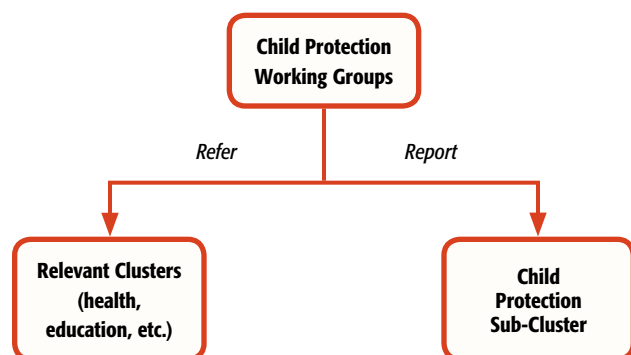 Child Protection
Working Groups
Refer
Report
Relevant Clusters
(health,
education, etc.)
Child
Protection
Sub-Cluster